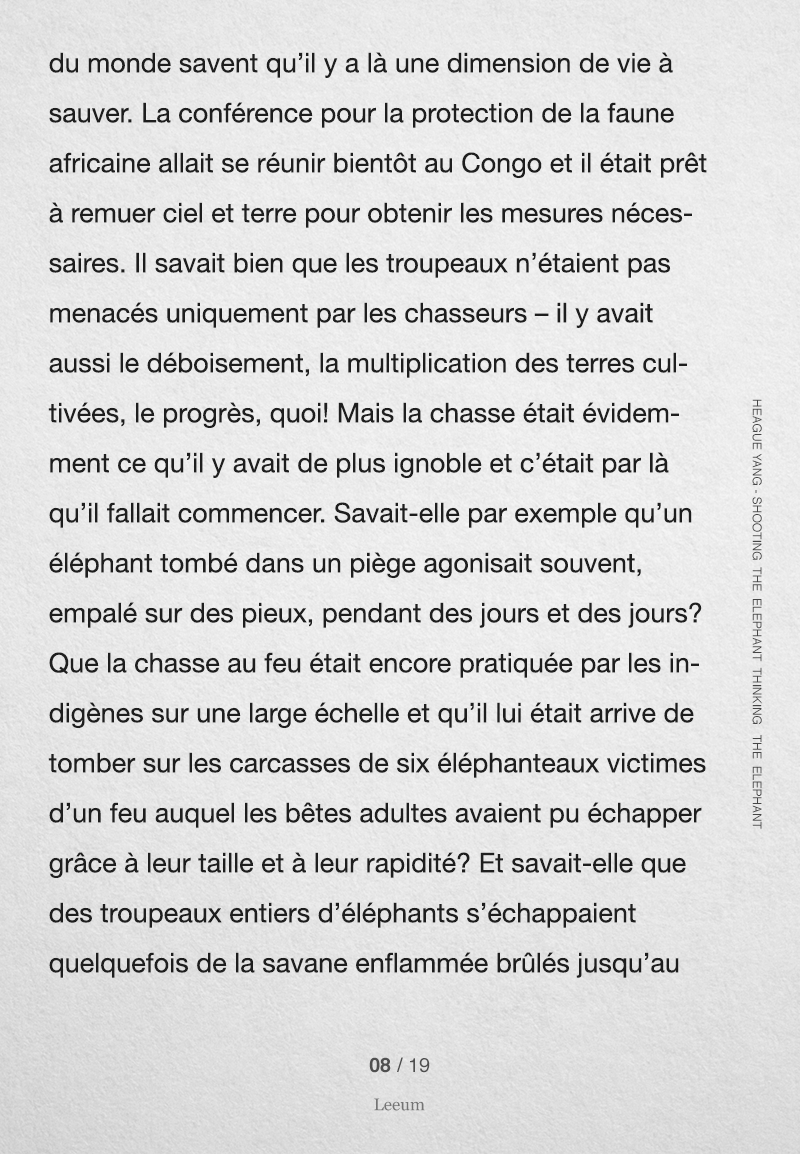 du monde savent qu’il y a là une dimension de vie à
sauver. La conférence pour la protection de la faune
africaine allait se réunir bientôt au Congo et il était prêt
à remuer ciel et terre pour obtenir les mesures néces-
saires. Il savait bien que les troupeaux n’étaient pas
menacés uniquement par les chasseurs – il y avait
aussi le déboisement, la multiplication des terres cul-
tivées, le progrès, quoi! Mais la chasse était évidem-
ment ce qu’il y avait de plus ignoble et c’était par là
qu’il fallait commencer. Savait-elle par exemple qu’un
éléphant tombé dans un piège agonisait souvent,
empalé sur des pieux, pendant des jours et des jours?
Que la chasse au feu était encore pratiquée par les in-
digènes sur une large échelle et qu’il lui était arrive de
tomber sur les carcasses de six éléphanteaux victimes
d’un feu auquel les bêtes adultes avaient pu échapper
grâce à leur taille et à leur rapidité? Et savait-elle que
des troupeaux entiers d’éléphants s’échappaient
quelquefois de la savane enflammée brûlés jusqu’au
HEAGUE YANG - SHOOTING THE ELEPHANT THINKING THE ELEPHANT
08 / 19
Leeum